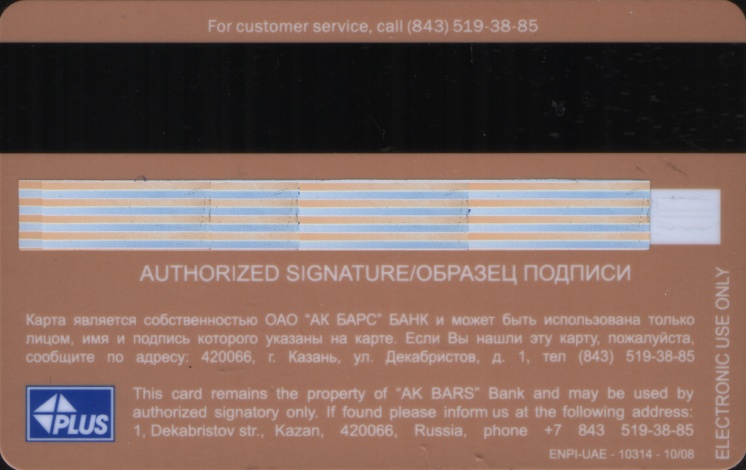 For customer service, call (843) 519-38-85
AUTHORIZED SIGNATURE/ОБРАЗЕЦ ПОДПИСИ
Карта является собственностью ОАО "АК БАРС" БАНК и может быть использована только
лицом, имя и подпись которого указаны на карте. Если Вы нашли эту карту, пожалуйста,
сообщите по адресу: 420066, г. Казань, ул. Декабристов, д. 1, тел (843) 519-38-85
PLUS
This card remains the property of "AK BARS" Bank and may be used by
authorized signatory only. If found please inform us at the following address:
1, Dekabristov str., Kazan, 420066, Russia, phone +7 843 519-38-85
ENPI-UAE - 10314 - 10/08
ELECTRONIC USE ONLY